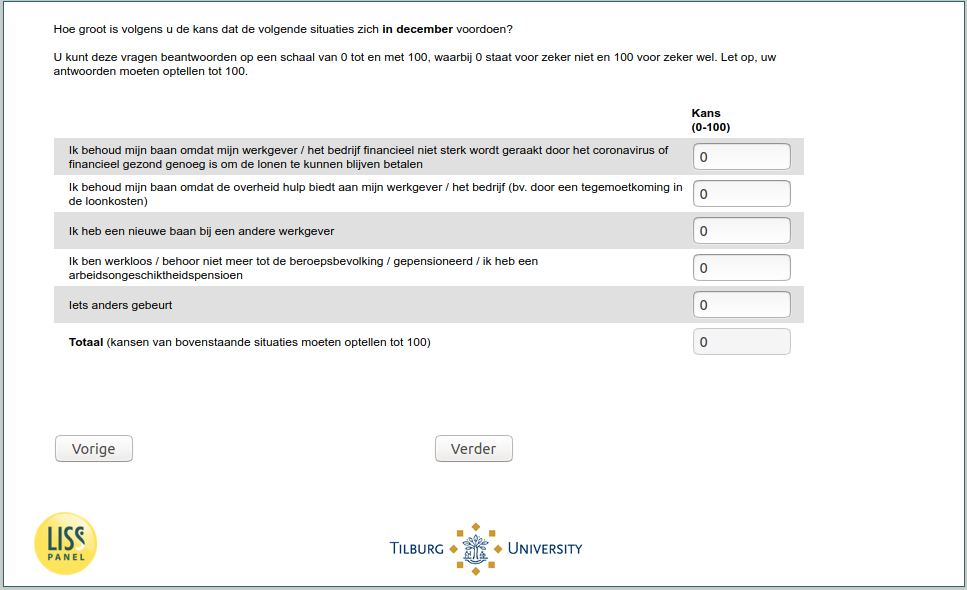 Hoe groot is volgens u de kans dat de volgende situaties zich in december voordoen?
U kunt deze vragen beantwoorden op een schaal van 0 tot en met 100, waarbij 0 staat voor zeker niet en 100 voor zeker wel. Let op, uw
antwoorden moeten optellen tot 100.
Kans
(0-100)
Ik behoud mijn baan omdat mijn werkgever / het bedrijf financieel niet sterk wordt geraakt door het coronavirus of
financieel gezond genoeg is om de lonen te kunnen blijven betalen
0
Ik behoud mijn baan omdat de overheid hulp biedt aan mijn werkgever / het bedrijf (bv. door een tegemoetkoming in
de loonkosten)
0
Ik heb een nieuwe baan bij een andere werkgever
0
Ik ben werkloos / behoor niet meer tot de beroepsbevolking / gepensioneerd / ik heb een
arbeidsongeschiktheidspensioen
0
Iets anders gebeurt
0
Totaal (kansen van bovenstaande situaties moeten optellen tot 100)
0
Vorige
Verder
LISS
PANEL
TILBURG UNIVERSITY